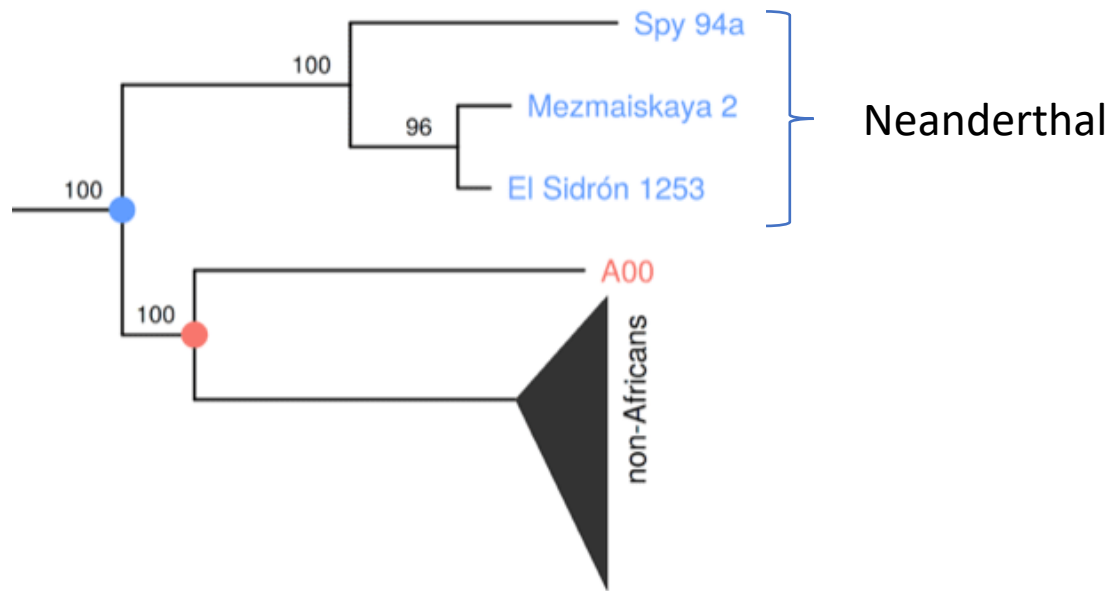 Spy 94a
100
Mezmaiskaya 2
Neanderthal
96
100
El Sidrón 1253
A00
100
non-Africans